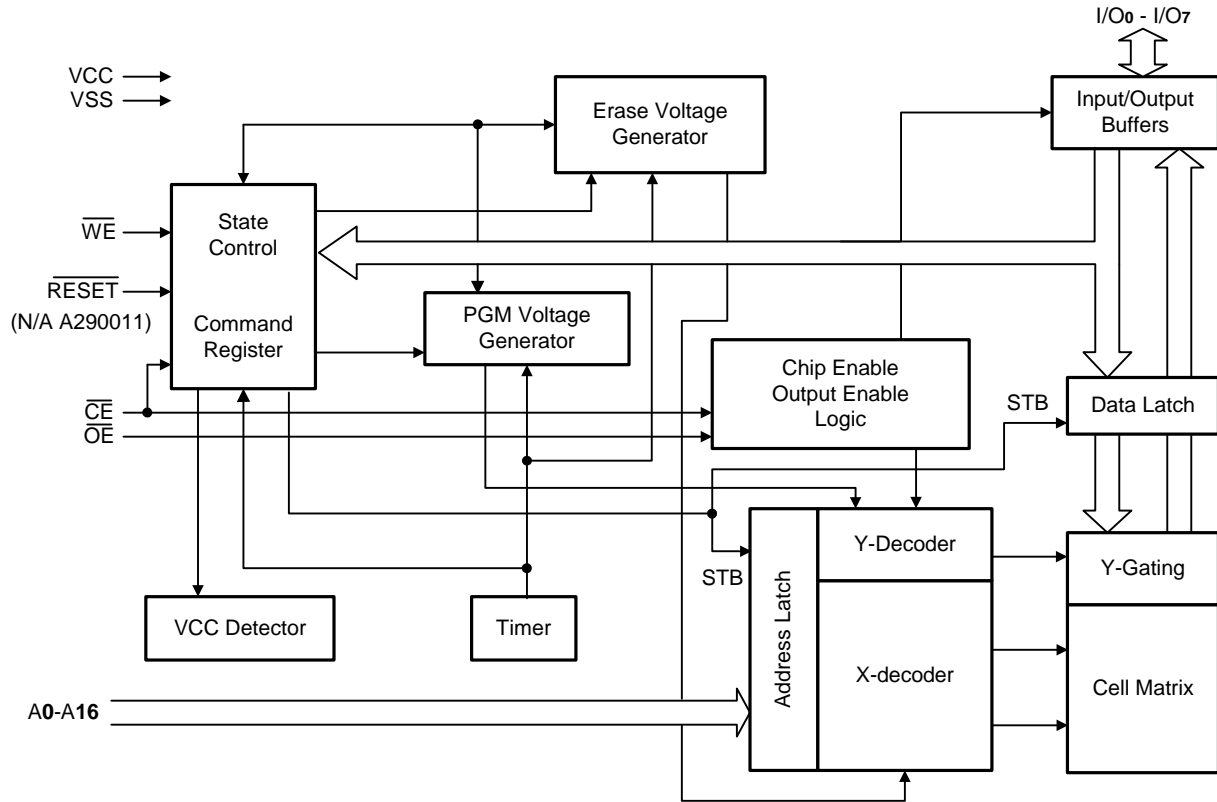 I/O0 - I/O7
VCC
VSS
Erase Voltage
Generator
Input/Output
Buffers
WE
State
Control
RESET
(N/A A290011)
Command
Register
PGM Voltage
Generator
Chip Enable
Output Enable
Logic
CE
OE
STB
Data Latch
Y-Decoder
STB
Address Latch
Y-Gating
VCC Detector
Timer
X-decoder
Cell Matrix
A0-A16